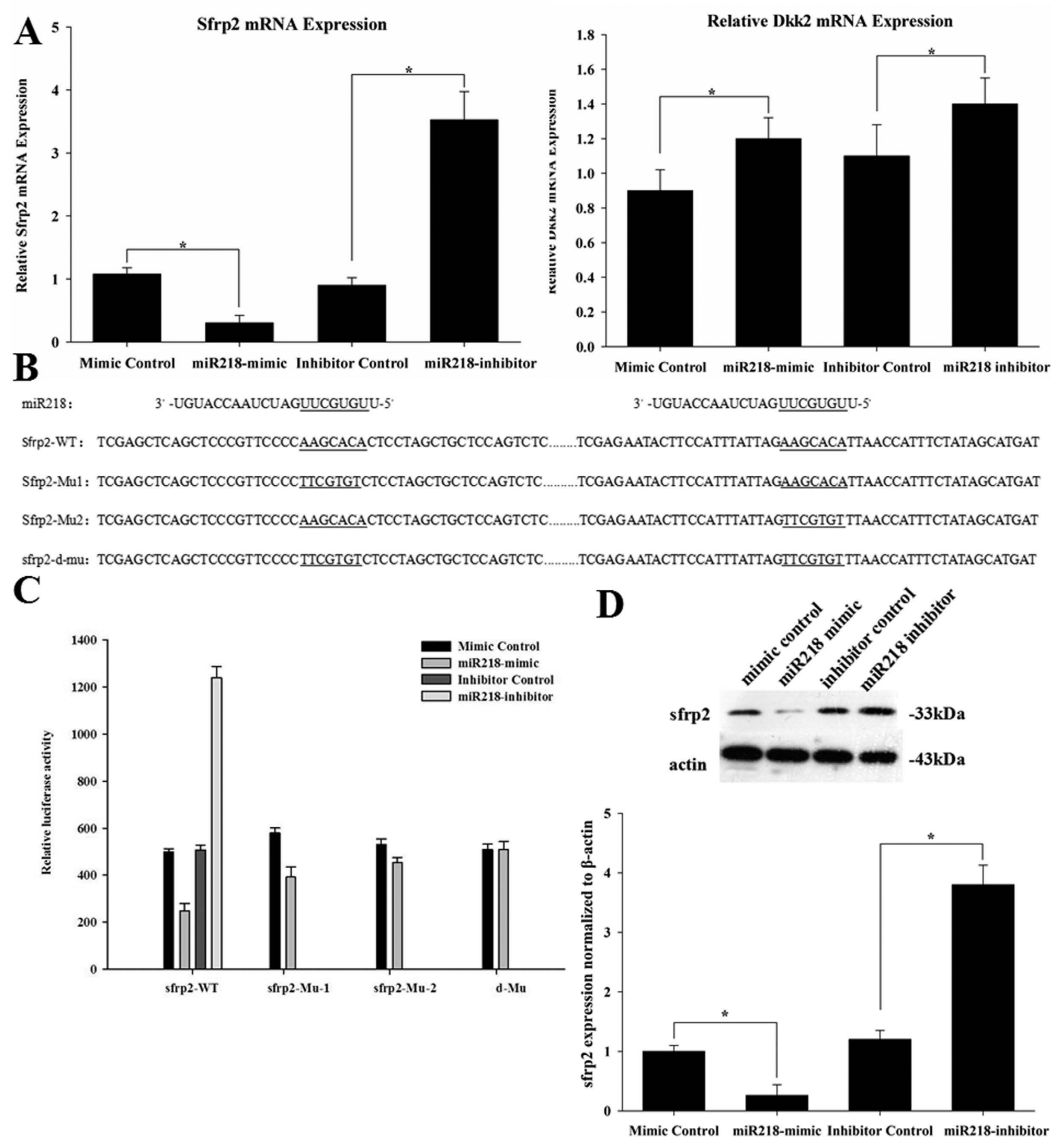 A
Sfrp2 mRNA Expression
Relative Sfrp2 mRNA Expression
5
4
3
2
1
0
Mimic Control miR218-mimic Inhibitor Control miR218-inhibitor
*
*
Relative Dkk2 mRNA Expression
Relative Dkk2 mRNA Expression
1.8
1.6
1.4
1.2
1.0
0.8
0.6
0.4
0.2
0.0
Mimic Control miR218-mimic Inhibitor Control miR218 inhibitor
*
*
B
miR218: 3'-UGUACCAAUCUAGUUCGUGUU-5' 3'-UGUACCAAUCUAGUUCGUGUU-5'
Sfrp2-WT: TCGAGCTCAGCTCCCGTTCCCCAAGCACACTCCTAGCTGCTCCAGTCTC........TCGAGAATACTTCCATTTATTAGAAGCACATTAACCATTTCTATAGCATGAT
Sfrp2-Mu1: TCGAGCTCAGCTCCCGTTCCCCTTCGTGTCTCCTAGCTGCTCCAGTCTC..........TCGAGAATACTTCCATTTATTAGAAGCACATTAACCATTTCTATAGCATGAT
Sfrp2-Mu2: TCGAGCTCAGCTCCCGTTCCCCAAGCACACTCCTAGCTGCTCCAGTCTC..........TCGAGAATACTTCCATTTATTAGTTCGTGTTTAACCATTTCTATAGCATGAT
sfrp2-d-mu: TCGAGCTCAGCTCCCGTTCCCCTTCGTGTCTCCTAGCTGCTCCAGTCTC..........TCGAGAATACTTCCATTTATTAGTTCGTGTTTAACCATTTCTATAGCATGAT
C
Relative luciferase activity
1400
1200
1000
800
600
400
200
0
Mimic Control
miR218-mimic
Inhibitor Control
miR218-inhibitor
sfrp2-WT sfrp2-Mu-1 sfrp2-Mu-2 d-Mu
D
mimic control
miR218 mimic
inhibitor control
miR218 inhibitor
sfrp2 -33kDa
actin -43kDa
sfrp2 expression normalized to β-actin
5
4
3
2
1
0
*
*
Mimic Control miR218-mimic Inhibitor Control miR218-inhibitor